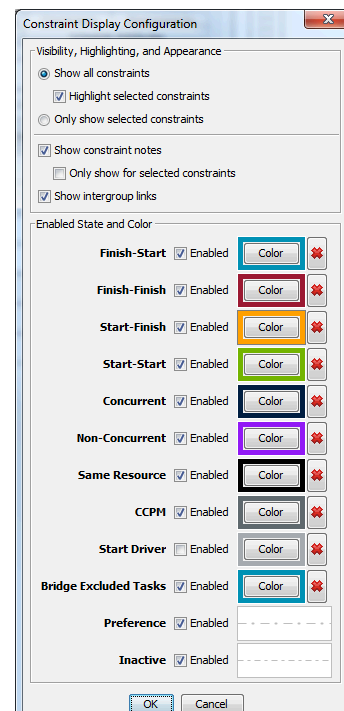 Constraint Display Configuration
Visibility, Highlighting, and Appearance
Show all constraints
Highlight selected constraints
Only show selected constraints
Show constraint notes
Only show for selected constraints
Show intergroup links
Enabled State and Color
Finish-Start Enabled Color
Finish-Finish Enabled Color
Start-Finish Enabled Color
Start-Start Enabled Color
Concurrent Enabled Color
Non-Concurrent Enabled Color
Same Resource Enabled Color
CCPM Enabled Color
Start Driver Enabled Color
Bridge Excluded Tasks Enabled Color
Preference Enabled
Inactive Enabled
OK Cancel